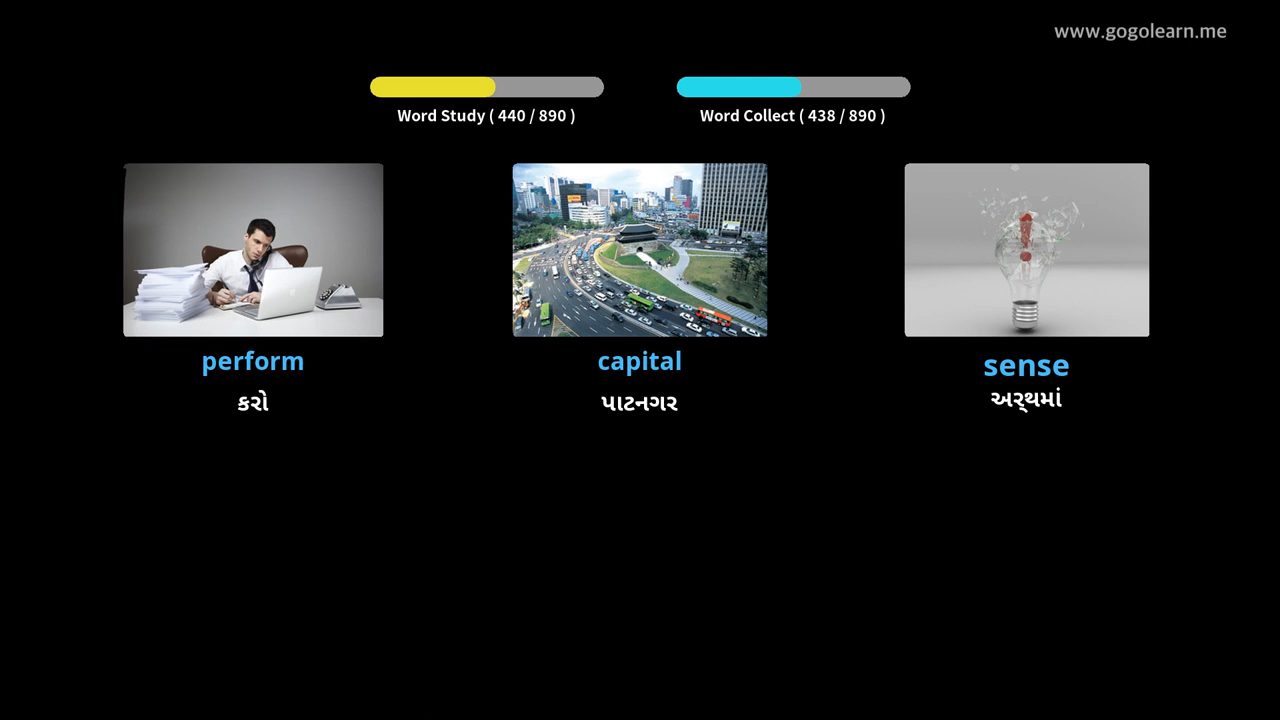 www.gogolearn.me
Word Study ( 440 / 890 )
Word Collect ( 438 / 890 )
perform
capital
sense
કરો
પાટનગર
અર્થમાં